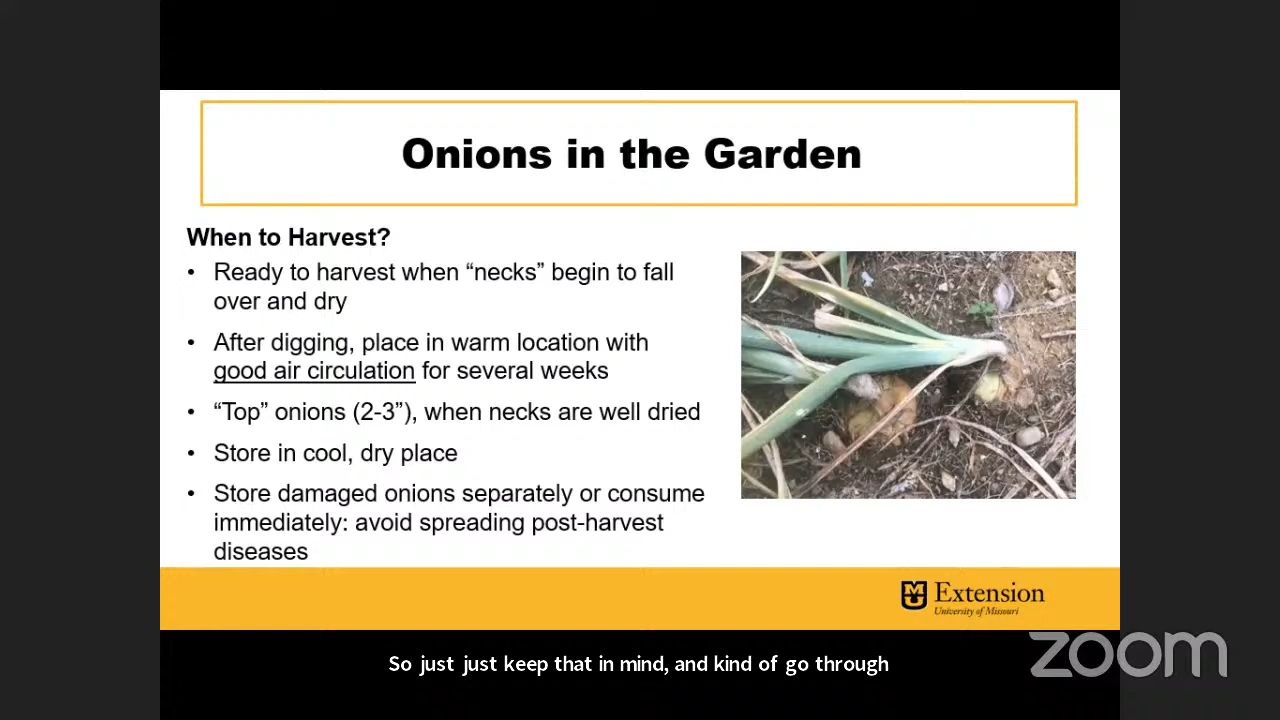 Onions in the Garden
When to Harvest?
• Ready to harvest when “necks” begin to fall
over and dry
• After digging, place in warm location with
good air circulation for several weeks
• “Top” onions (2-3”), when necks are well dried
• Store in cool, dry place
• Store damaged onions separately or consume
immediately: avoid spreading post-harvest
diseases
MU Extension
University of Missouri
So just just keep that in mind, and kind of go through
zoom